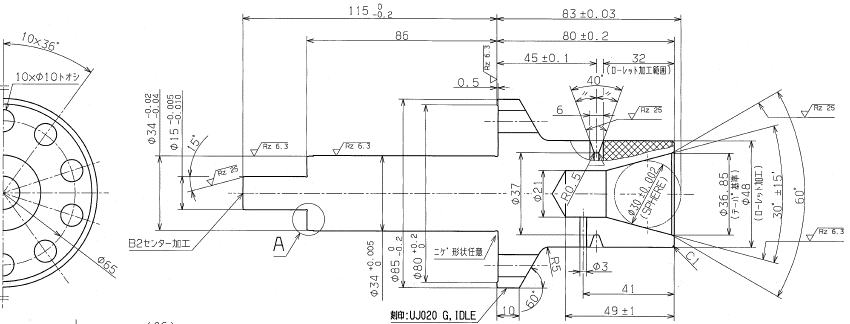 115 0 -0.2
83±0.03
86
80±0.2
45±0.1
32
(ローレット加工範囲)
10×36°
10×Φ10トオシ
Rz 6.3
0.5
40°
6
Rz 25
Rz 25
Φ34 -0.02 -0.04
Φ15 -0.005 -0.010
15°
Rz 6.3
Rz 6.3
Rz 25
Φ37
Φ21
R0.5
Φ30±0.002
(SPHERE)
Φ36.85
(テーパ基準)
Φ48
(ローレット加工)
30°±15'
60°
Rz 6.3
B2センター加工
A
Φ65
Φ34 +0.005 0
Φ85 0 -0.2
Φ80 +0.2 0
ニゲ形状任意
R5
Φ3
C1
41
49±1
10
60°
刻印:UJ020 G,IDLE